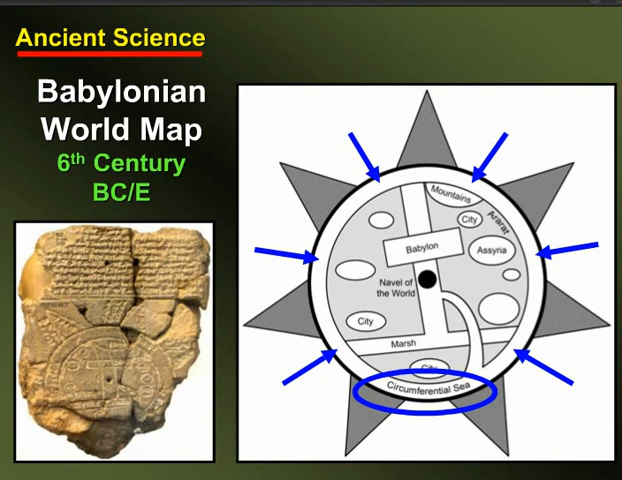 Ancient Science
Babylonian
World Map
6th Century
BC/E
Mountains
City
Ararat
Babylon
Assyria
Navel of
the World
City
Marsh
City
Circumferential Sea